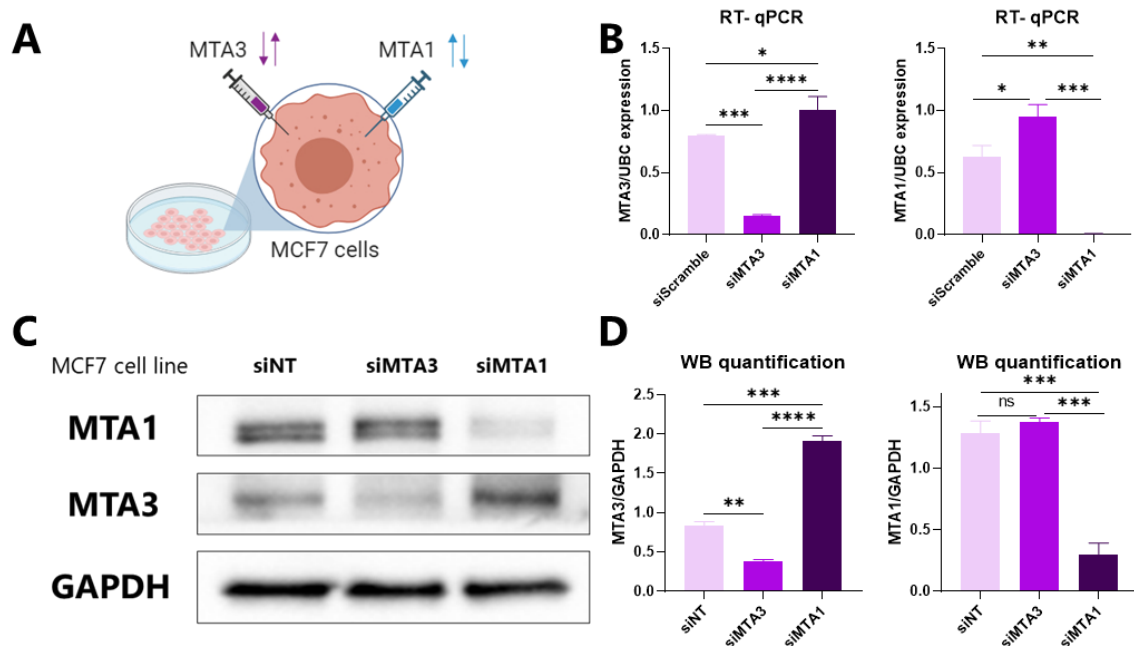 A
MTA3
MTA1
MCF7 cells
B
RT- qPCR
MTA3/UBC expression
1.5
1.0
0.5
0.0
*
****
***
siScramble
siMTA3
siMTA1
RT- qPCR
MTA1/UBC expression
1.5
1.0
0.5
0.0
**
*
***
siScramble
siMTA3
siMTA1
C
MCF7 cell line
siNT
siMTA3
siMTA1
MTA1
MTA3
GAPDH
D
WB quantification
MTA3/GAPDH
2.5
2.0
1.5
1.0
0.5
0.0
***
****
**
siNT
siMTA3
siMTA1
WB quantification
MTA1/GAPDH
1.5
1.0
0.5
0.0
***
ns
***
siNT
siMTA3
siMTA1